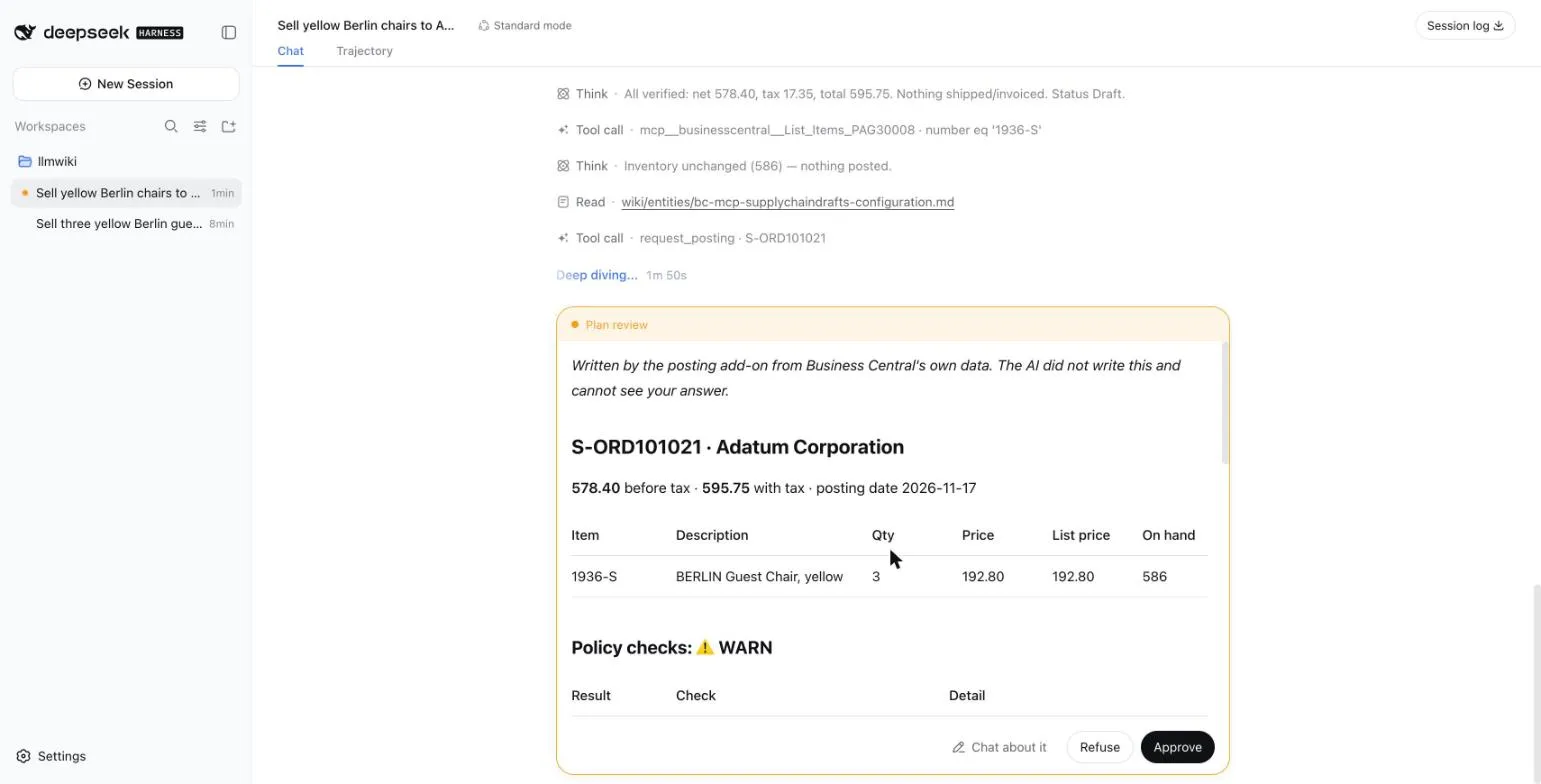 deepseek HARNESS
New Session
Workspaces
llmwiki
Sell yellow Berlin chairs to ... 1min
Sell three yellow Berlin gue... 8min
Settings
Sell yellow Berlin chairs to A... Standard mode
Session log
Chat Trajectory
Think · All verified: net 578.40, tax 17.35, total 595.75. Nothing shipped/invoiced. Status Draft.
Tool call · mcp__businesscentral__List_Items_PAG30008 · number eq '1936-S'
Think · Inventory unchanged (586) — nothing posted.
Read · wiki/entities/bc-mcp-supplychaindrafts-configuration.md
Tool call · request_posting · S-ORD101021
Deep diving... 1m 50s
Plan review
Written by the posting add-on from Business Central's own data. The AI did not write this and
cannot see your answer.
S-ORD101021 · Adatum Corporation
578.40 before tax · 595.75 with tax · posting date 2026-11-17
Item Description Qty Price List price On hand
1936-S BERLIN Guest Chair, yellow 3 192.80 192.80 586
Policy checks: ⚠️ WARN
Result Check Detail
Chat about it Refuse Approve